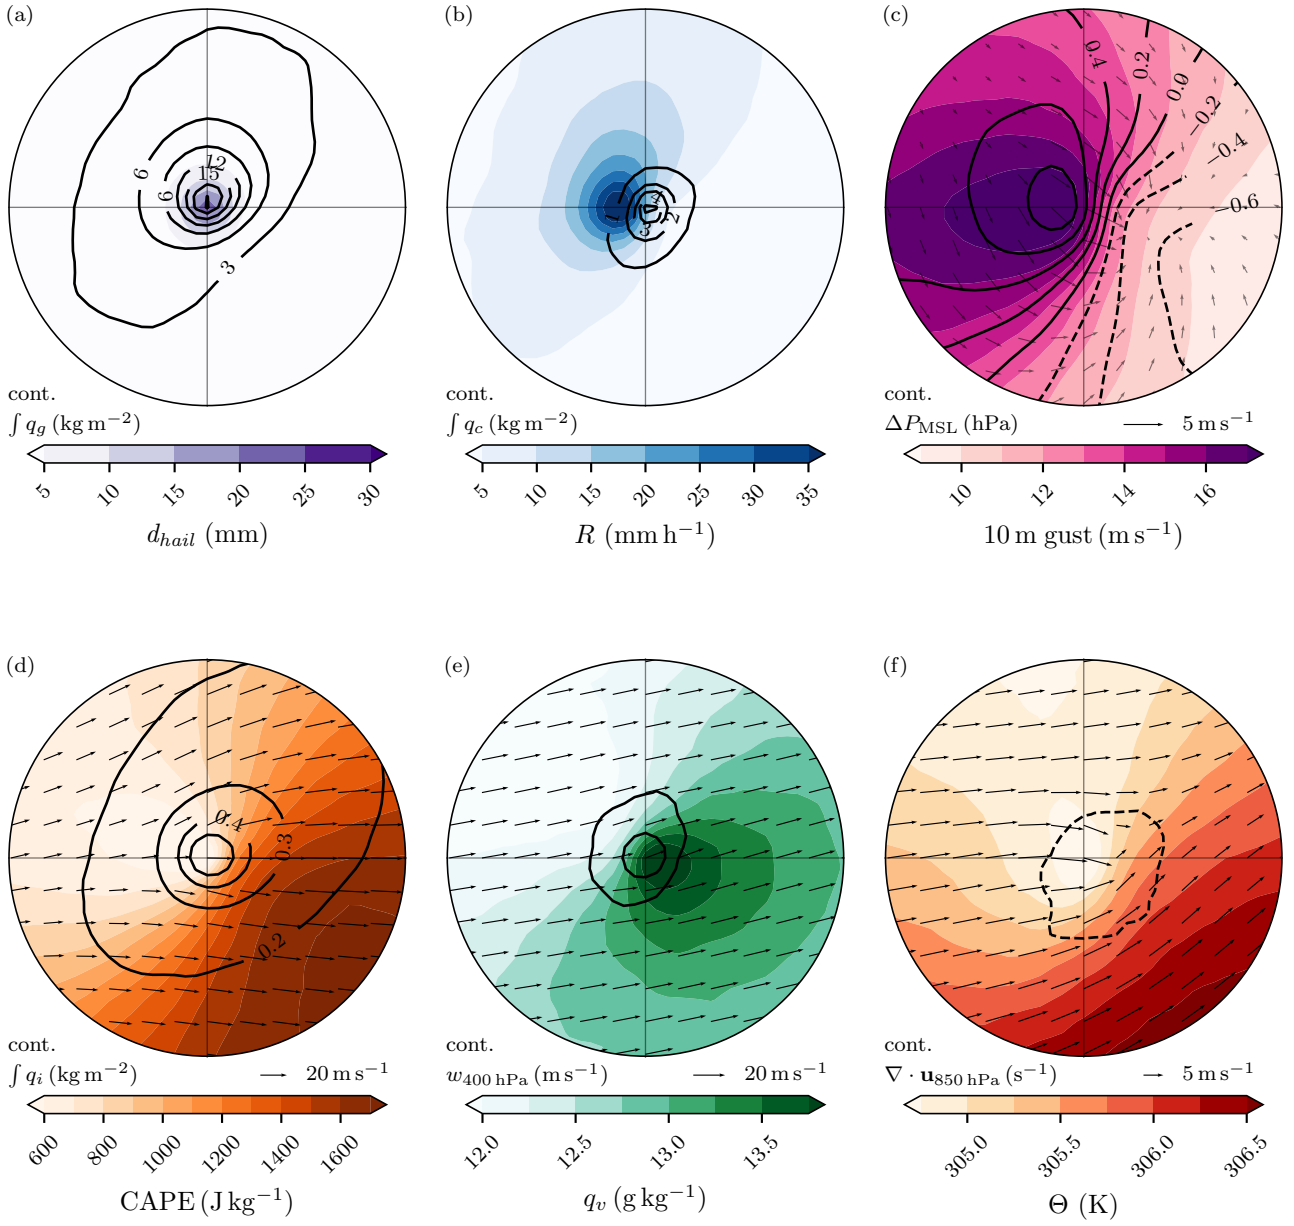 (a)
(b)
(c)
6
12
15
9
3
1
2
3
4
0.4
0.2
0.0
−0.2
−0.4
−0.6
cont.
∫ q_g (kg m⁻²)
cont.
∫ q_c (kg m⁻²)
cont.
ΔP_MSL (hPa)
5 m s⁻¹
5 10 15 20 25 30
5 10 15 20 25 35
10 12 14 16
d_hail (mm)
R (mm h⁻¹)
10 m gust (m s⁻¹)
(d)
(e)
(f)
0.4
0.3
0.2
cont.
∫ q_i (kg m⁻²)
20 m s⁻¹
cont.
w_400 hPa (m s⁻¹)
20 m s⁻¹
cont.
∇ · u_850 hPa (s⁻¹)
5 m s⁻¹
600 800 1000 1200 1400 1600
12.0 12.5 13.0 13.5
305.0 305.5 306.0 306.5
CAPE (J kg⁻¹)
q_v (g kg⁻¹)
Θ (K)